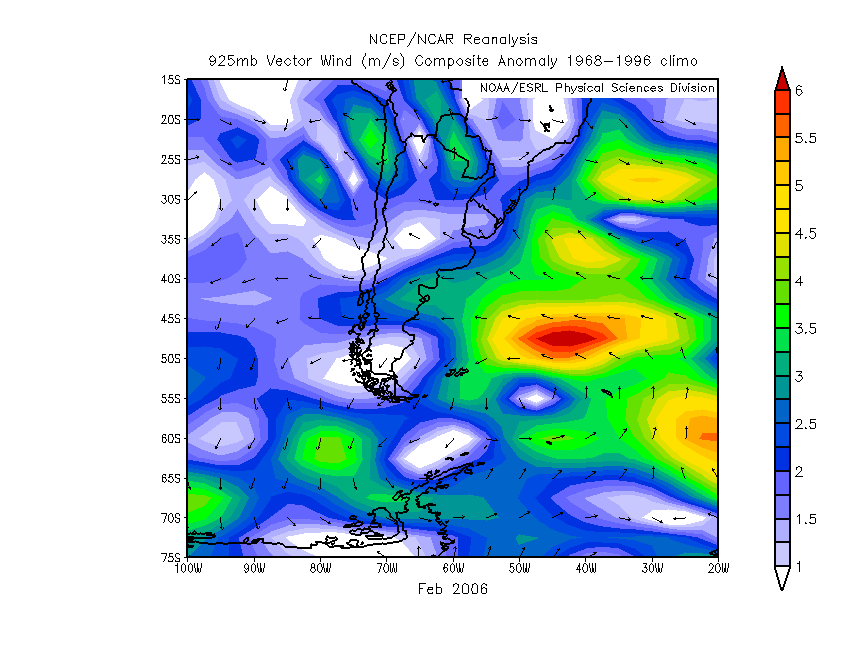 NCEP/NCAR Reanalysis
925mb Vector Wind (m/s) Composite Anomaly 1968-1996 climo
NOAA/ESRL Physical Sciences Division
15S
20S
25S
30S
35S
40S
45S
50S
55S
60S
65S
70S
75S
100W 90W 80W 70W 60W 50W 40W 30W 20W
Feb 2006
6
5.5
5
4.5
4
3.5
3
2.5
2
1.5
1